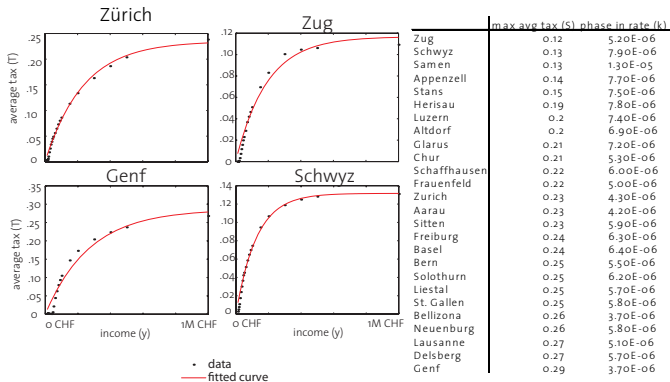 Zürich
.25
.20
.15
.10
.05
0
average tax (T)
Zug
.12
.10
.08
.06
.04
.02
0
Genf
.35
.30
.25
.20
.15
.10
.05
0
average tax (T)
0 CHF
1M CHF
income (y)
Schwyz
.14
.12
.10
.08
.06
.04
.02
0
0 CHF
1M CHF
income (y)
data
fitted curve
max avg tax (S) phase in rate (k)
Zug 0.12 5.20E-06
Schwyz 0.13 7.90E-06
Samen 0.13 1.30E-05
Appenzell 0.14 7.70E-06
Stans 0.15 7.50E-06
Herisau 0.19 7.80E-06
Luzern 0.2 7.40E-06
Altdorf 0.2 6.90E-06
Glarus 0.21 7.20E-06
Chur 0.21 5.30E-06
Schaffhausen 0.22 6.00E-06
Frauenfeld 0.22 5.00E-06
Zurich 0.23 4.30E-06
Aarau 0.23 4.20E-06
Sitten 0.23 5.90E-06
Freiburg 0.24 6.30E-06
Basel 0.24 6.40E-06
Bern 0.25 5.50E-06
Solothurn 0.25 6.20E-06
Liestal 0.25 5.70E-06
St. Gallen 0.25 5.80E-06
Bellizona 0.26 3.70E-06
Neuenburg 0.26 5.80E-06
Lausanne 0.27 5.10E-06
Delsberg 0.27 5.70E-06
Genf 0.29 3.70E-06